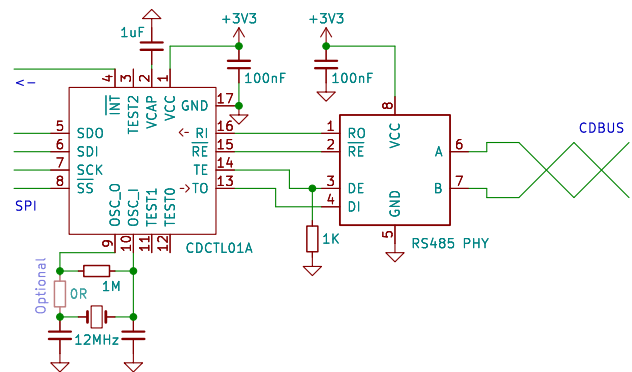 +3V3
+3V3
1uF
100nF
100nF
<-
4
3
2
1
INT
TEST2
VCAP
VCC
GND
17
5
SDO
6
SDI
7
SCK
8
SS
SPI
<- RI
16
RE
15
TE
14
->TO
13
OSC_O
OSC_I
TEST1
TEST0
9
10
11
12
CDCTL01A
1
RO
2
RE
3
DE
4
DI
8
VCC
A
6
B
7
GND
5
RS485 PHY
CDBUS
1K
Optional
1M
0R
12MHz